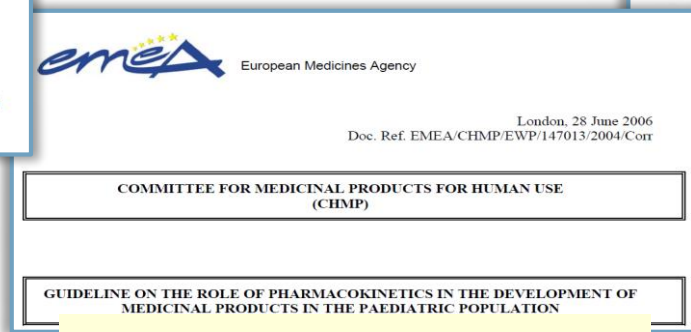 emeA
European Medicines Agency
London, 28 June 2006
Doc. Ref. EMEA/CHMP/EWP/147013/2004/Corr
COMMITTEE FOR MEDICINAL PRODUCTS FOR HUMAN USE
(CHMP)
GUIDELINE ON THE ROLE OF PHARMACOKINETICS IN THE DEVELOPMENT OF
MEDICINAL PRODUCTS IN THE PAEDIATRIC POPULATION